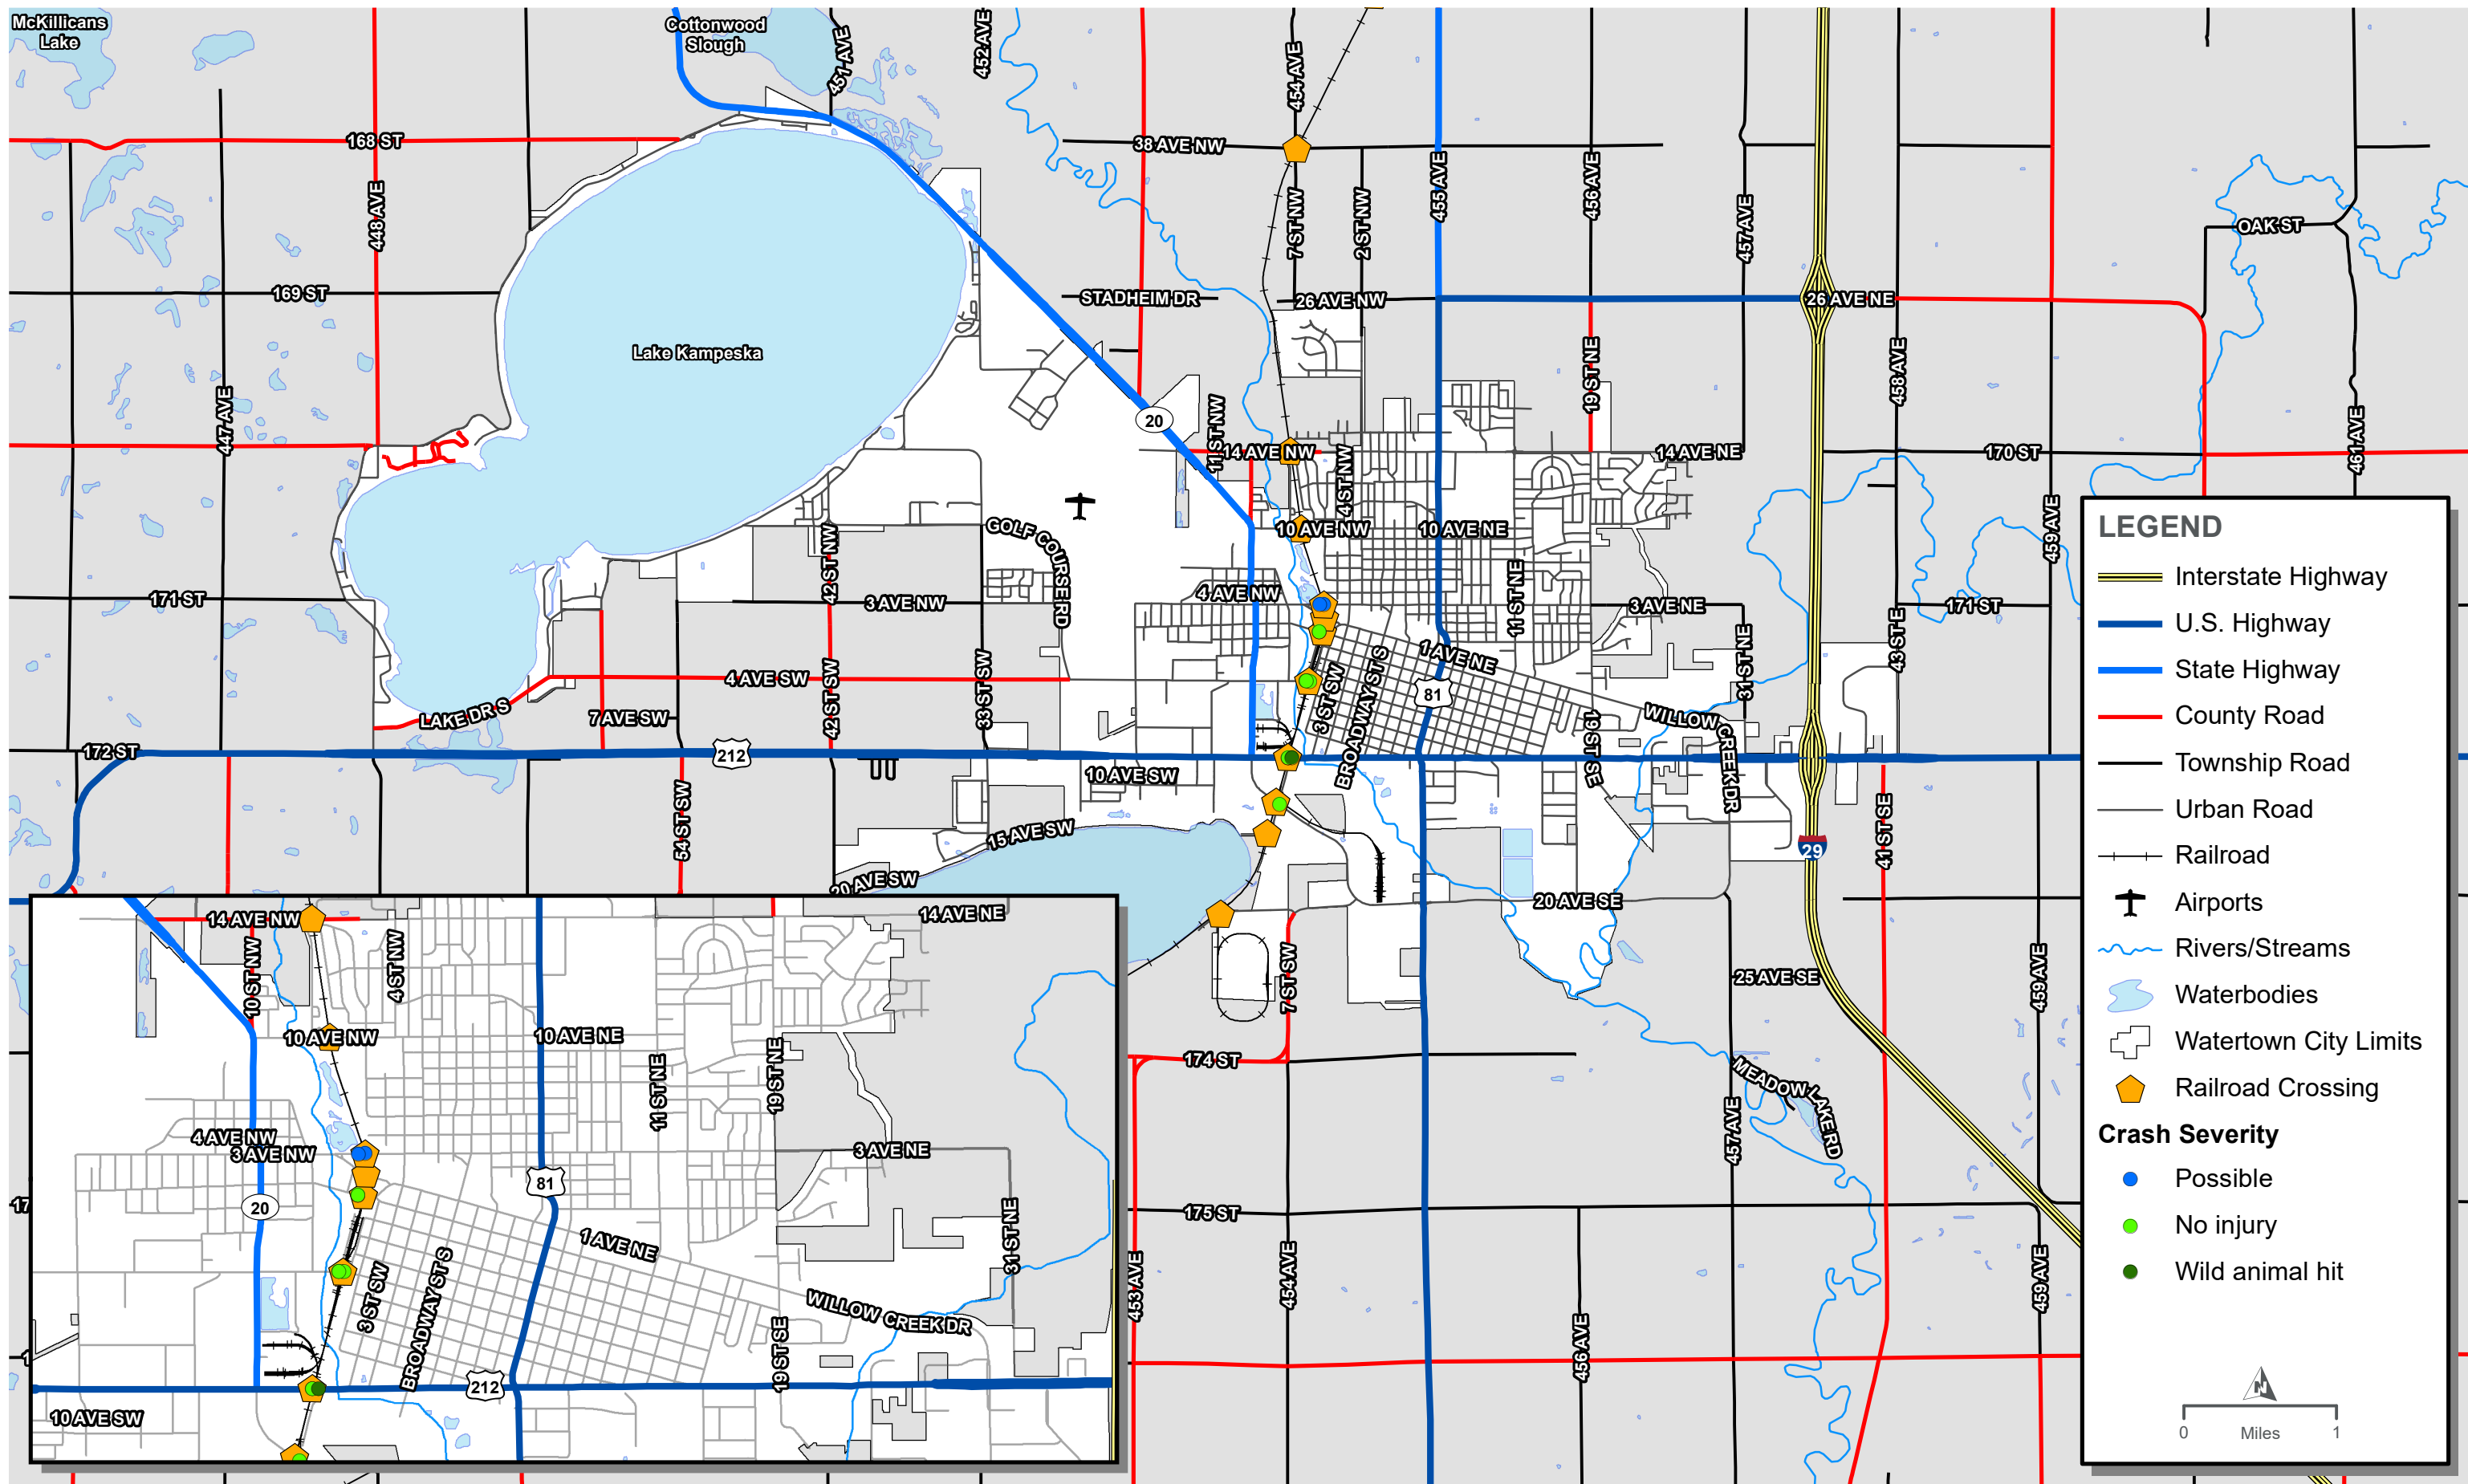 McKillicans
Lake
Cottonwood
Slough
451 AVE
452 AVE
454 AVE
168 ST
38 AVE NW
448 AVE
7 ST NW
2 ST NW
455 AVE
456 AVE
457 AVE
OAK ST
169 ST
STADHEIM DR
26 AVE NW
26 AVE NE
Lake Kampeska
447 AVE
19 ST NE
458 AVE
461 AVE
20
11 ST NW
14 AVE NW
4 ST NW
14 AVE NE
170 ST
GOLF COURSE RD
10 AVE NW
10 AVE NE
459 AVE
42 ST NW
171 ST
3 AVE NW
4 AVE NW
11 ST NE
3 AVE NE
171 ST
43 ST E
31 ST NE
1 AVE NE
4 AVE SW
42 ST SW
33 ST SW
3 ST SW
BROADWAY ST S
81
LAKE DR S
7 AVE SW
19 ST SE
WILLOW CREEK DR
172 ST
212
10 AVE SW
54 ST SW
15 AVE SW
20 AVE SW
29
41 ST SE
20 AVE SE
7 ST SW
25 AVE SE
459 AVE
174 ST
MEADOW LAKE RD
457 AVE
175 ST
453 AVE
454 AVE
456 AVE
459 AVE
14 AVE NW
10 ST NW
4 ST NW
14 AVE NE
10 AVE NW
10 AVE NE
11 ST NE
19 ST NE
4 AVE NW
3 AVE NW
3 AVE NE
20
81
1 AVE NE
31 ST NE
3 ST SW
BROADWAY ST S
WILLOW CREEK DR
19 ST SE
212
10 AVE SW
LEGEND
Interstate Highway
U.S. Highway
State Highway
County Road
Township Road
Urban Road
Railroad
Airports
Rivers/Streams
Waterbodies
Watertown City Limits
Railroad Crossing
Crash Severity
Possible
No injury
Wild animal hit
N
0 Miles 1